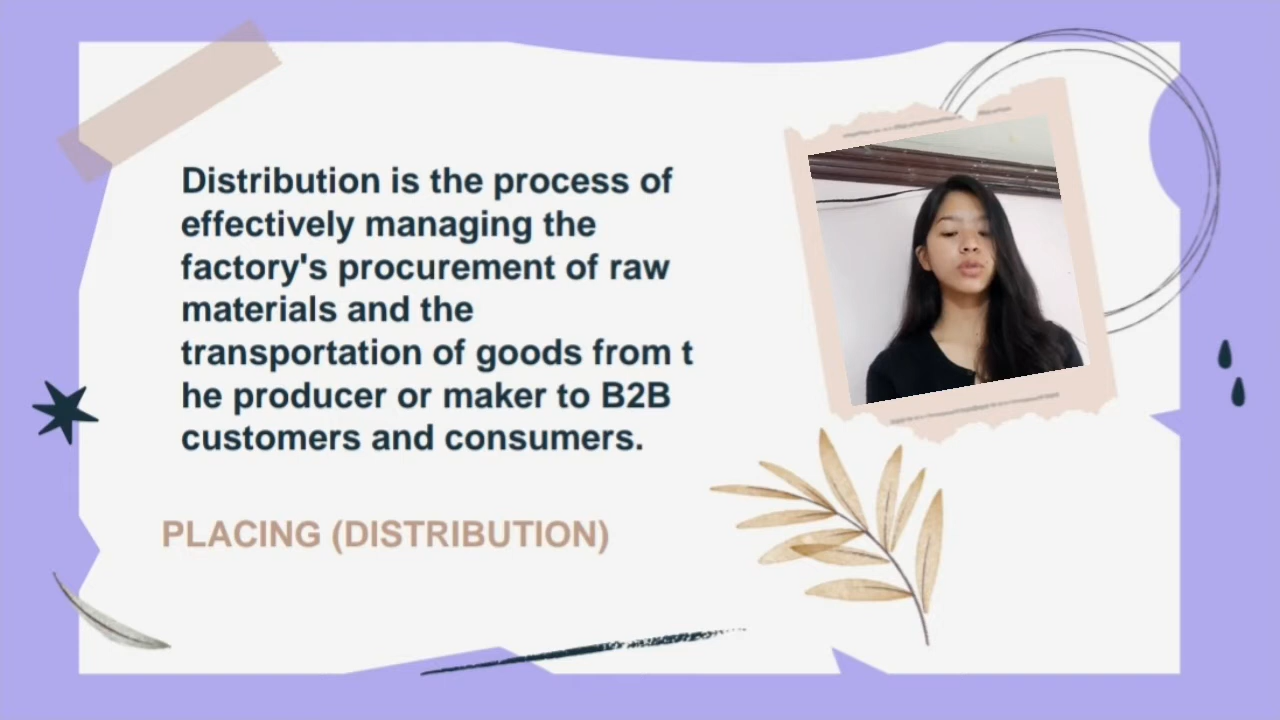 Distribution is the process of
effectively managing the
factory's procurement of raw
materials and the
transportation of goods from t
he producer or maker to B2B
customers and consumers.
PLACING (DISTRIBUTION)